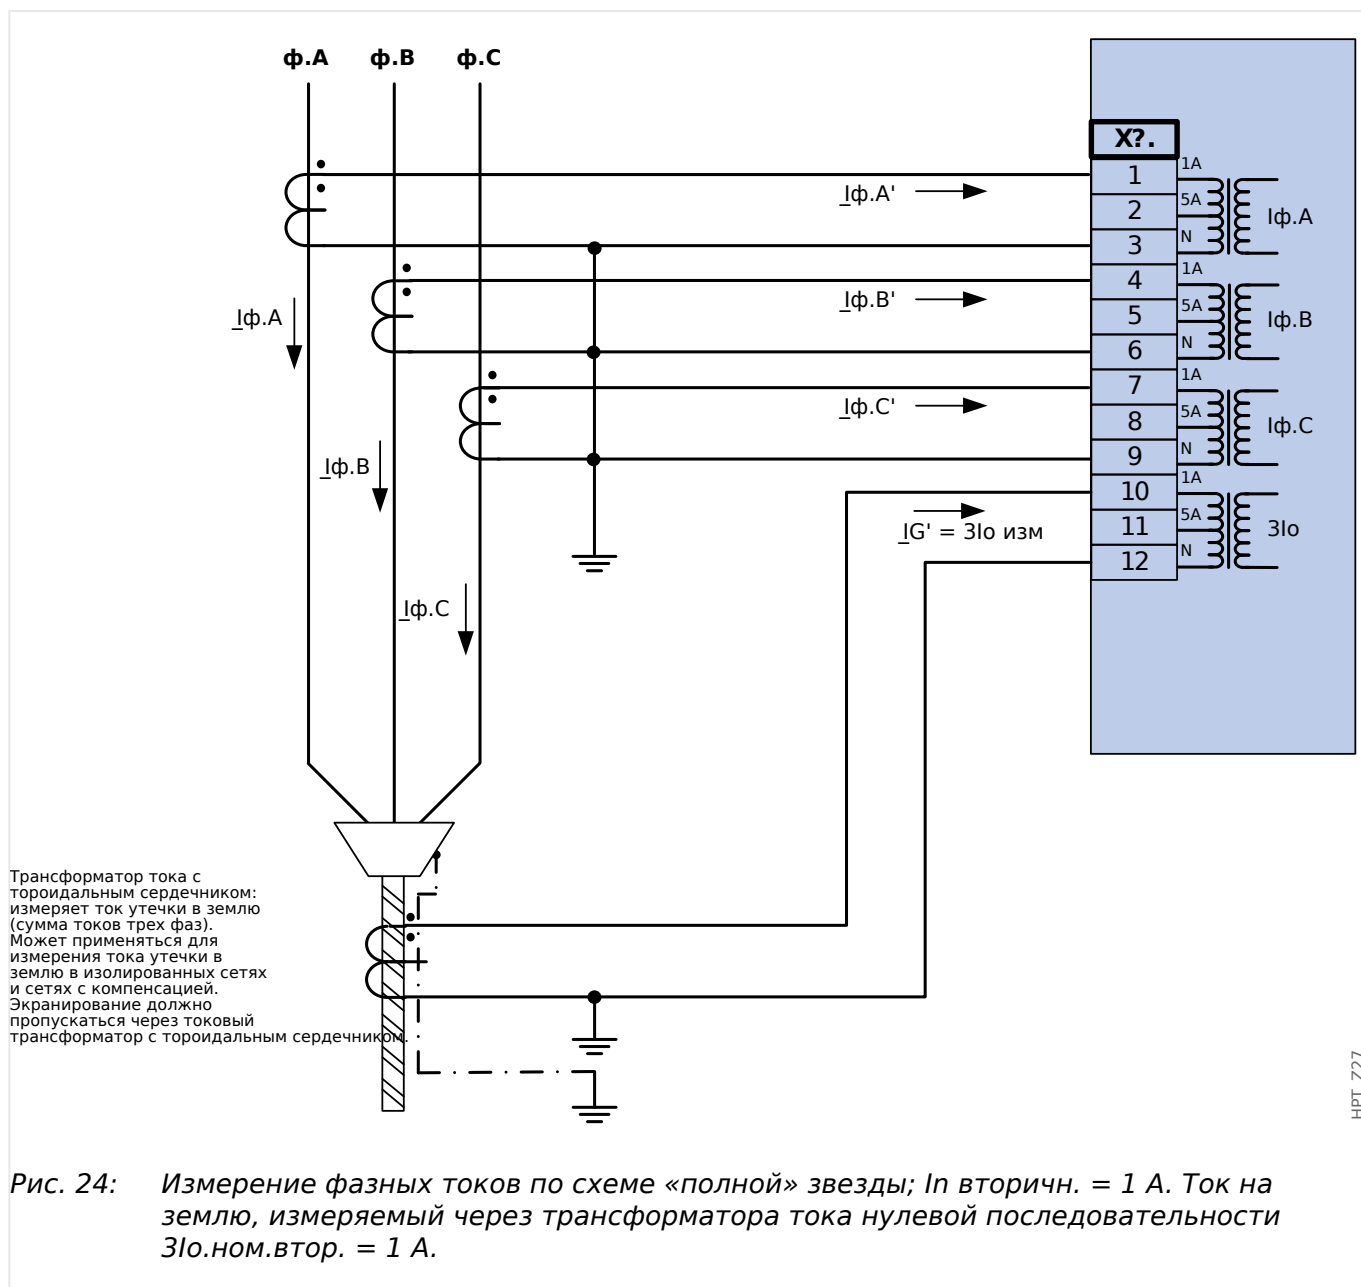 ф.A ф.B ф.C
X?.
1
2
3
4
5
6
7
8
9
10
11
12
1A
5A
N
1A
5A
N
1A
5A
N
1A
5A
N
Iф.A
Iф.B
Iф.C
3Io
_Iф.A'
_Iф.B'
_Iф.C'
_IG' = 3Io изм
_Iф.A
_Iф.B
_Iф.C
Трансформатор тока с
тороидальным сердечником:
измеряет ток утечки в землю
(сумма токов трех фаз).
Может применяться для
измерения тока утечки в
землю в изолированных сетях
и сетях с компенсацией.
Экранирование должно
пропускаться через токовый
трансформатор с тороидальным сердечником.
HPT_Z27
Рис. 24: Измерение фазных токов по схеме «полной» звезды; In вторичн. = 1 А. Ток на
землю, измеряемый через трансформатора тока нулевой последовательности
3Io.ном.втор. = 1 А.